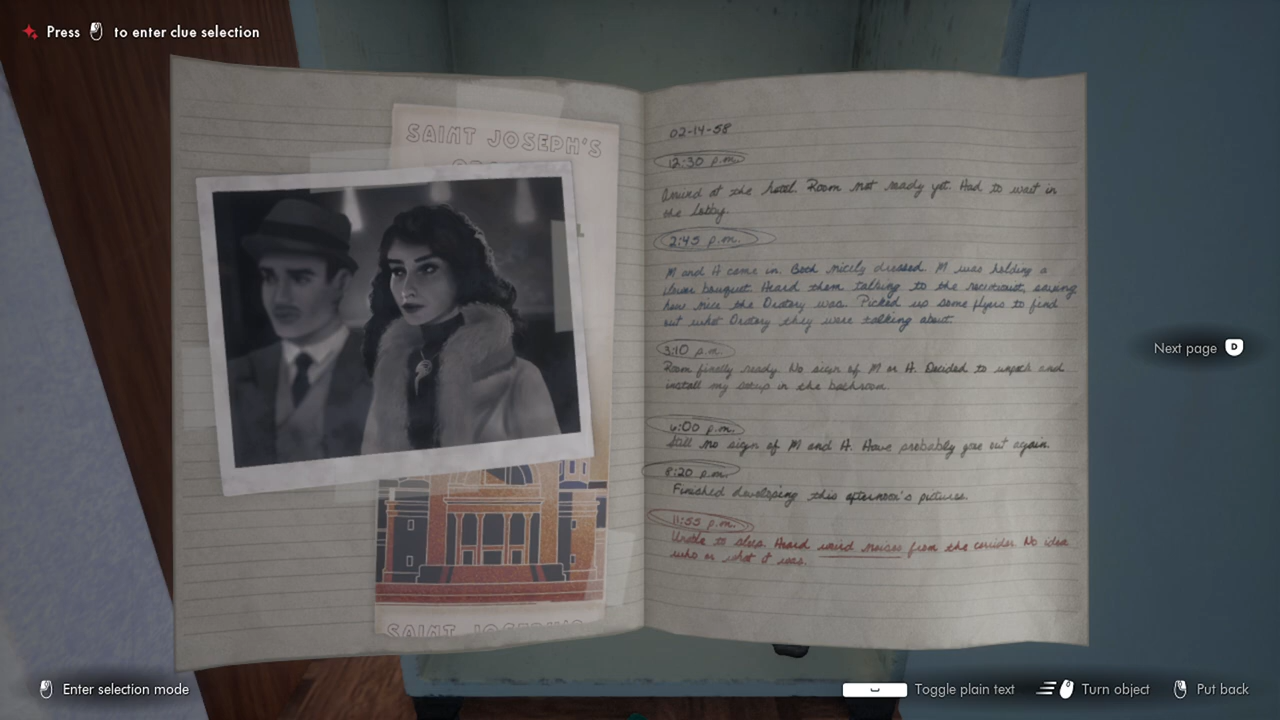 Press to enter clue selection
SAINT JOSEPH'S
02-14-58
12:30 p.m.
Arrived at the hotel. Room not ready yet. Had to wait in
the lobby.
2:45 p.m.
M and H come in. Both nicely dressed. M was holding a
flower bouquet. Heard them talking to the receptionist, saying
how nice the Oratory was. Picked up some flyers to find
out what Oratory they were talking about.
3:10 p.m.
Room finally ready. No sign of M or H. Decided to unpack and
install my setup in the bathroom.
6:00 p.m.
Still no sign of M and H. Have probably gone out again.
8:20 p.m.
Finished developing this afternoon's pictures.
11:55 p.m.
Unable to sleep. Heard weird noises from the corridor. No idea
who or what it was.
SAINT JOSEPH'S
Next page D
Enter selection mode
Toggle plain text
Turn object
Put back